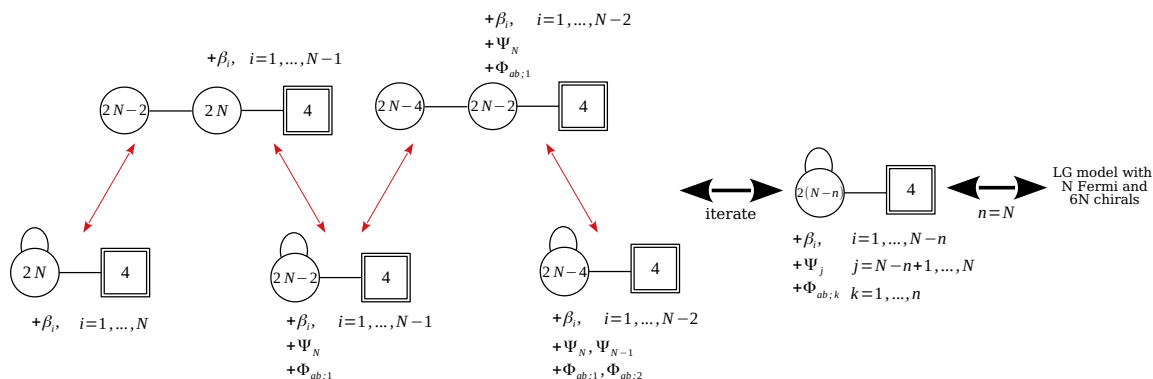 +β_i, i=1,...,N−2
+Ψ_N
+Φ_{ab;1}
+β_i, i=1,...,N−1
2N−2
2N
4
2N−4
2N−2
4
2N
4
+β_i, i=1,...,N
2N−2
4
+β_i, i=1,...,N−1
+Ψ_N
+Φ_{ab;1}
2N−4
4
+β_i, i=1,...,N−2
+Ψ_N, Ψ_{N−1}
+Φ_{ab;1}, Φ_{ab;2}
iterate
2(N−n)
4
+β_i, i=1,...,N−n
+Ψ_j j=N−n+1,...,N
+Φ_{ab;k} k=1,...,n
n=N
LG model with
N Fermi and
6N chirals